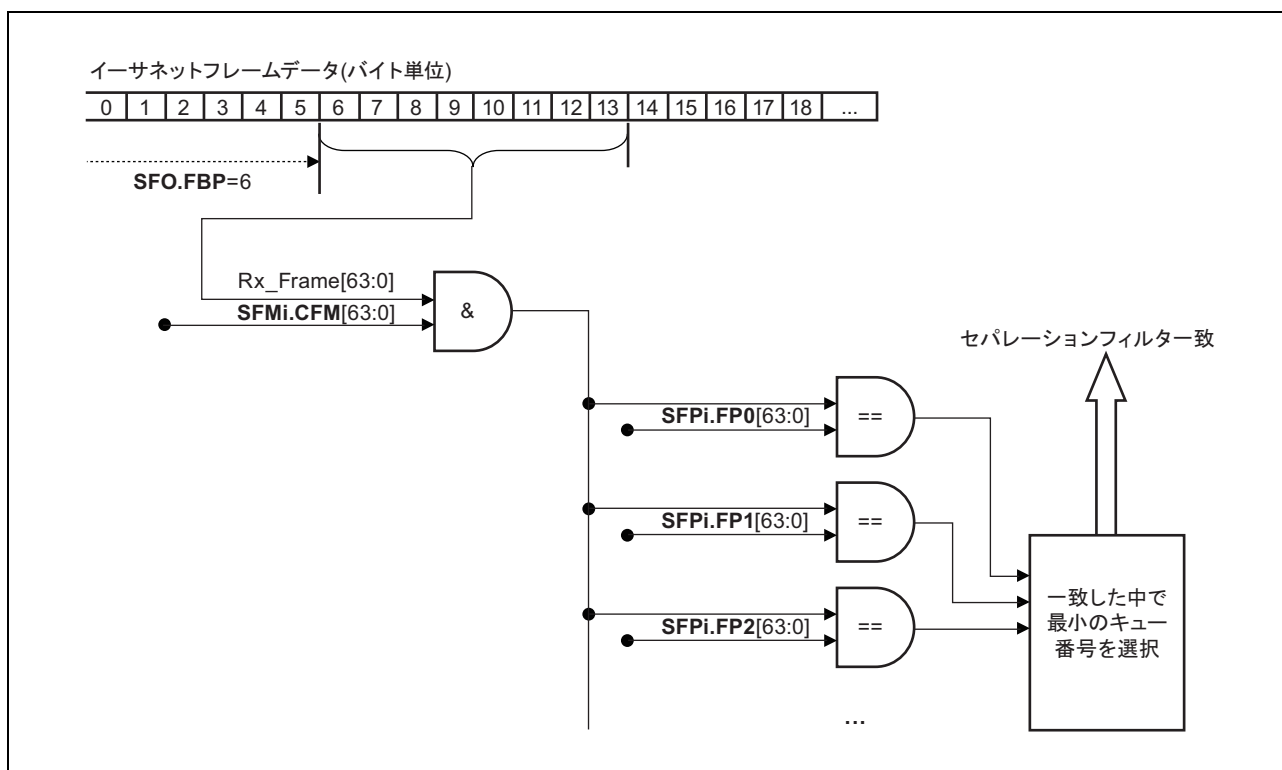 イーサネットフレームデータ(バイト単位)
0 1 2 3 4 5 6 7 8 9 10 11 12 13 14 15 16 17 18 ...
SFO.FBP=6
Rx_Frame[63:0]
SFMi.CFM[63:0]
&
セパレーションフィルター致
SFPi.FP0[63:0]
==
SFPi.FP1[63:0]
==
SFPi.FP2[63:0]
==
一致した中で
最小のキュー
番号を選択
...